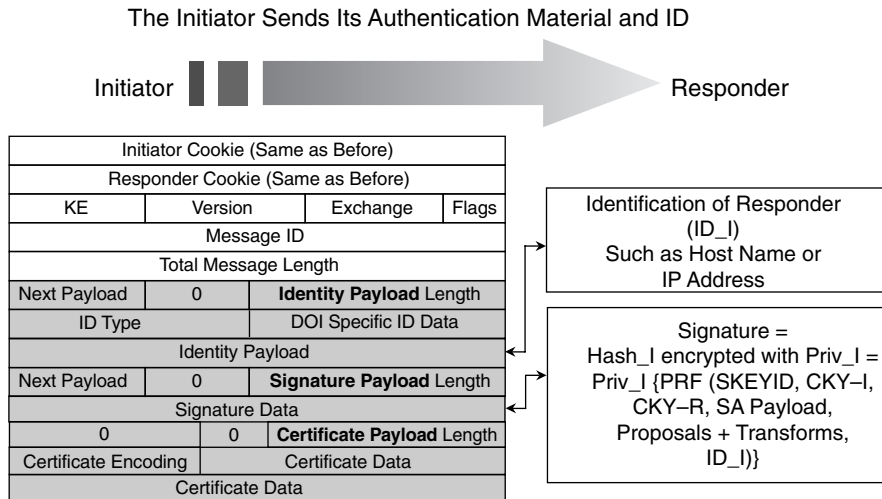 The Initiator Sends Its Authentication Material and ID
Initiator
Responder
Initiator Cookie (Same as Before)
Responder Cookie (Same as Before)
KE Version Exchange Flags
Message ID
Total Message Length
Next Payload 0 Identity Payload Length
ID Type DOI Specific ID Data
Identity Payload
Next Payload 0 Signature Payload Length
Signature Data
0 0 Certificate Payload Length
Certificate Encoding Certificate Data
Certificate Data
Identification of Responder
(ID_I)
Such as Host Name or
IP Address
Signature =
Hash_I encrypted with Priv_I =
Priv_I {PRF (SKEYID, CKY–I,
CKY–R, SA Payload,
Proposals + Transforms,
ID_I)}